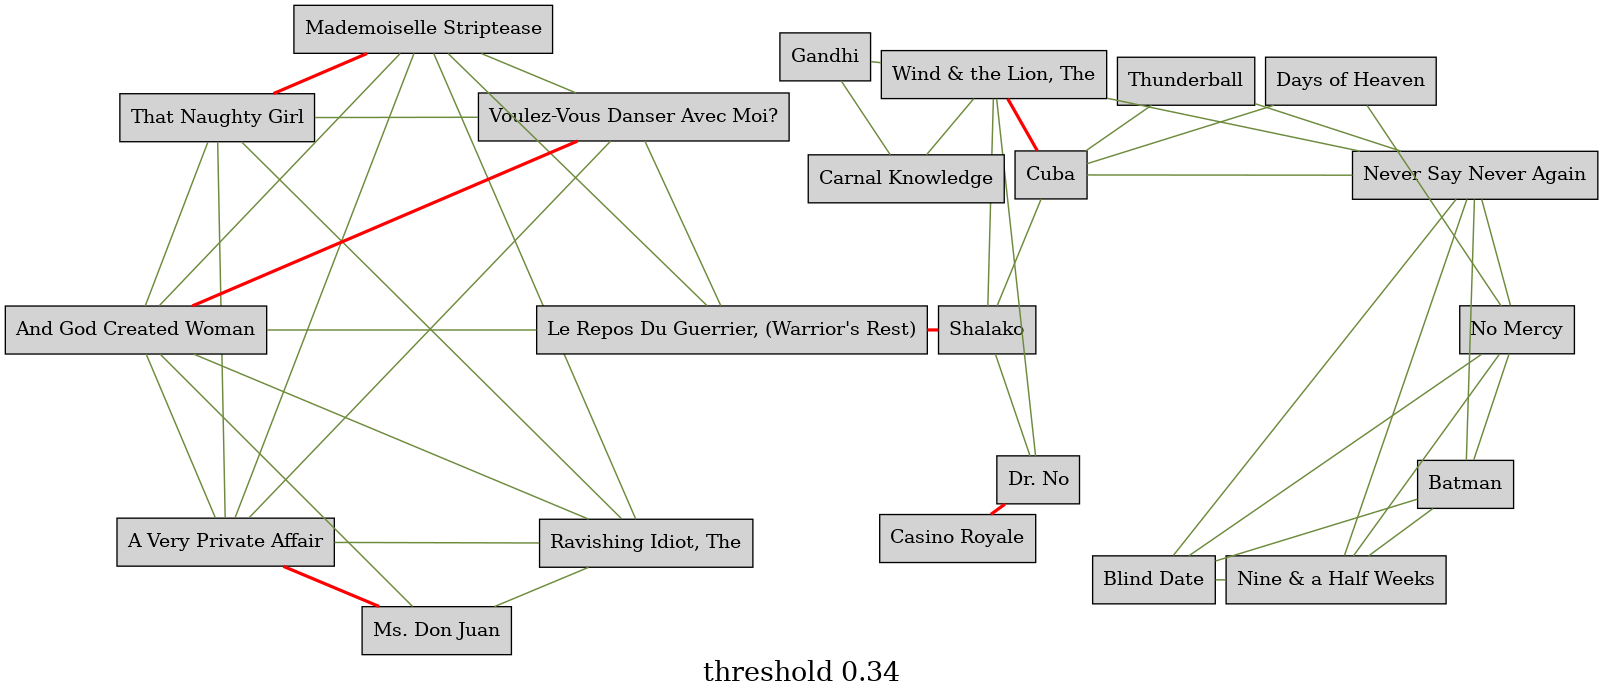 Mademoiselle Striptease
Gandhi
Wind & the Lion, The
Thunderball
Days of Heaven
That Naughty Girl
Voulez-Vous Danser Avec Moi?
Carnal Knowledge
Cuba
Never Say Never Again
And God Created Woman
Le Repos Du Guerrier, (Warrior's Rest)
Shalako
No Mercy
Dr. No
Batman
A Very Private Affair
Ravishing Idiot, The
Casino Royale
Blind Date
Nine & a Half Weeks
Ms. Don Juan
threshold 0.34